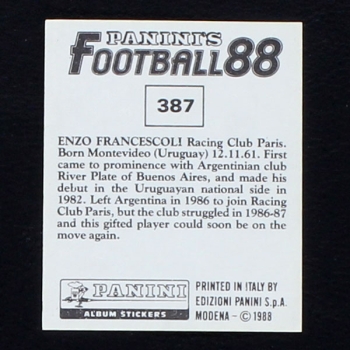 PANINI'S
FOOTBALL 88
387
ENZO FRANCESCOLI Racing Club Paris.
Born Montevideo (Uruguay) 12.11.61. First
came to prominence with Argentinian club
River Plate of Buenos Aires, and made his
debut in the Uruguayan national side in
1982. Left Argentina in 1986 to join Racing
Club Paris, but the club struggled in 1986-87
and this gifted player could soon be on the
move again.
PANINI
ALBUM STICKERS
PRINTED IN ITALY BY
EDIZIONI PANINI S.p.A.
MODENA - © 1988